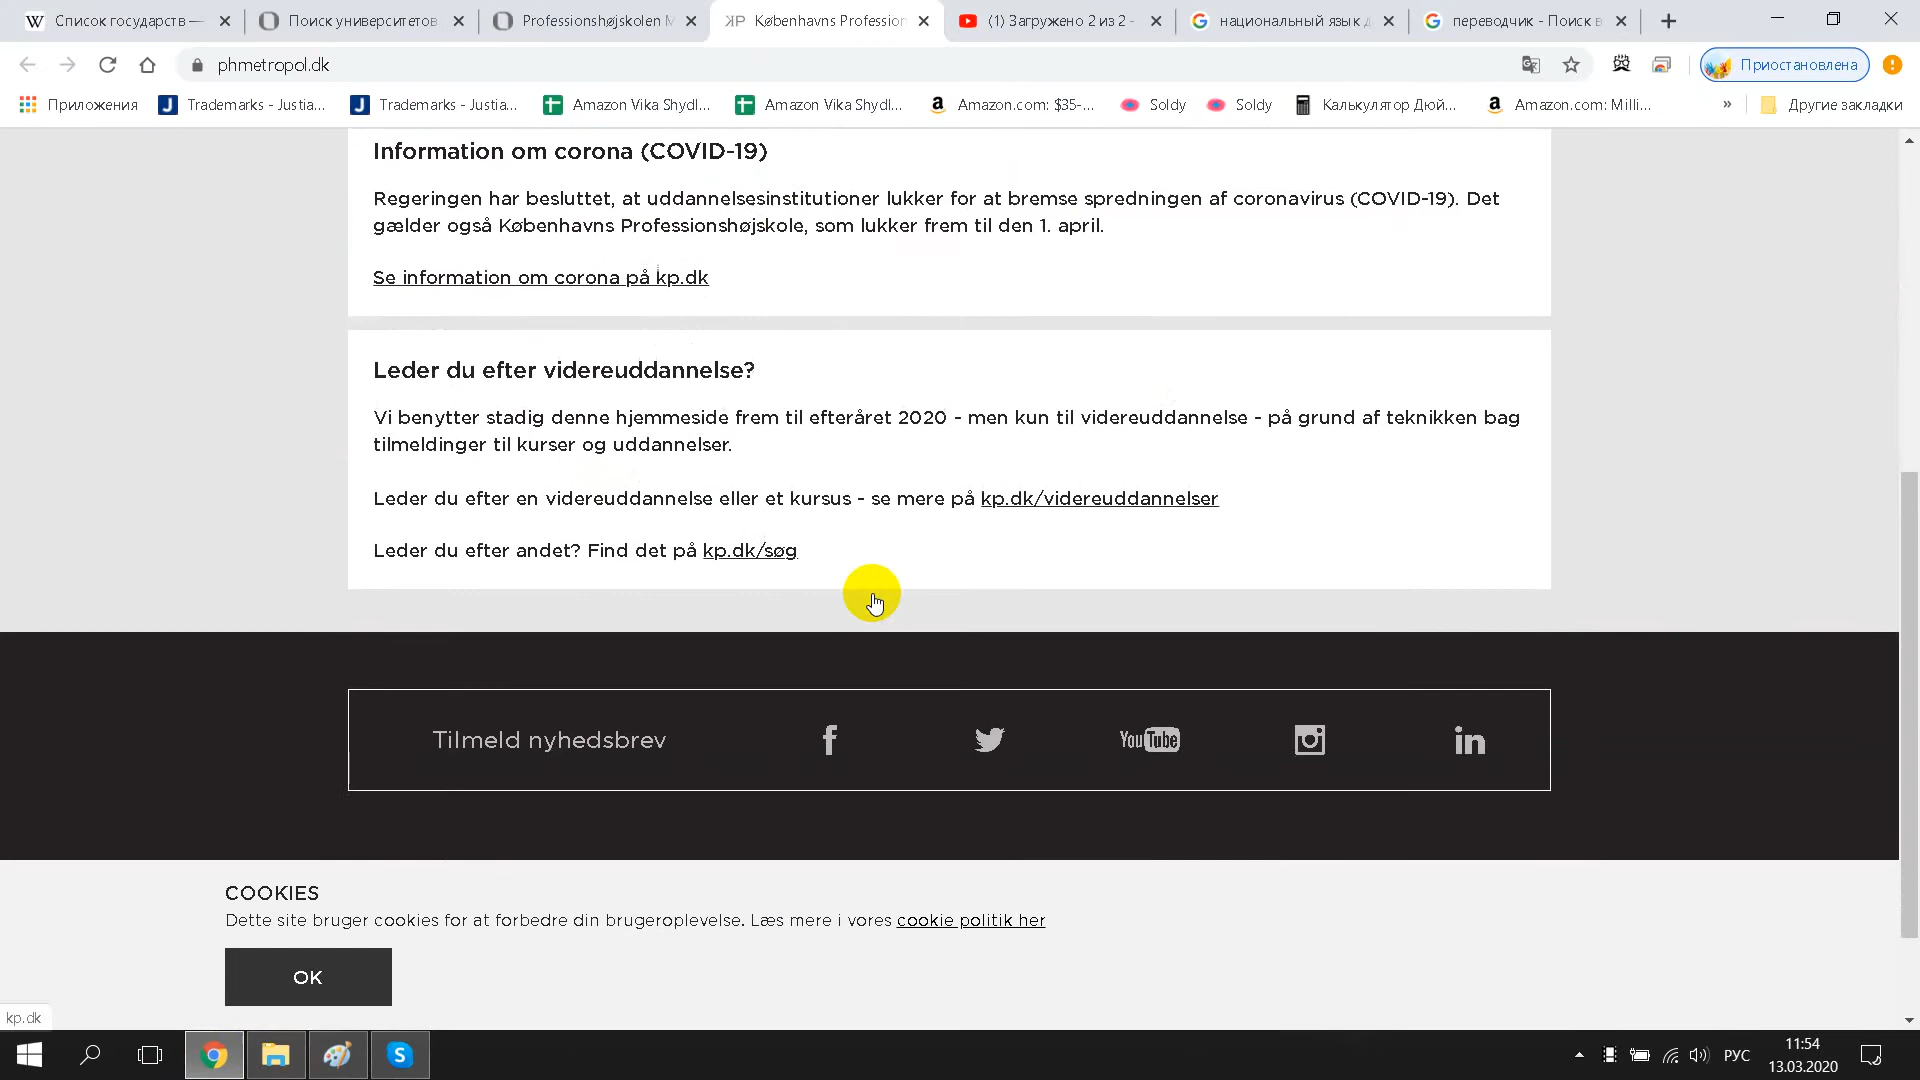 Список государств —
Поиск университетов
Professionshøjskolen M
KP
Københavns Profession
(1) Загружено 2 из 2 -
национальный язык д
переводчик - Поиск в
phmetropol.dk
Приостановлена
Приложения
Trademarks - Justia...
Trademarks - Justia...
Amazon Vika Shydl...
Amazon Vika Shydl...
Amazon.com: $35-...
Soldy
Soldy
Калькулятор Дюй...
Amazon.com: Milli...
»
Другие закладки
Information om corona (COVID-19)
Regeringen har besluttet, at uddannelsesinstitutioner lukker for at bremse spredningen af coronavirus (COVID-19). Det
gælder også Københavns Professionshøjskole, som lukker frem til den 1. april.
Se information om corona på kp.dk
Leder du efter videreuddannelse?
Vi benytter stadig denne hjemmeside frem til efteråret 2020 - men kun til videreuddannelse - på grund af teknikken bag
tilmeldinger til kurser og uddannelser.
Leder du efter en videreuddannelse eller et kursus - se mere på kp.dk/videreuddannelser
Leder du efter andet? Find det på kp.dk/søg
Tilmeld nyhedsbrev
YouTube
COOKIES
Dette site bruger cookies for at forbedre din brugeroplevelse. Læs mere i vores cookie politik her
OK
kp.dk
РУС
11:54
13.03.2020